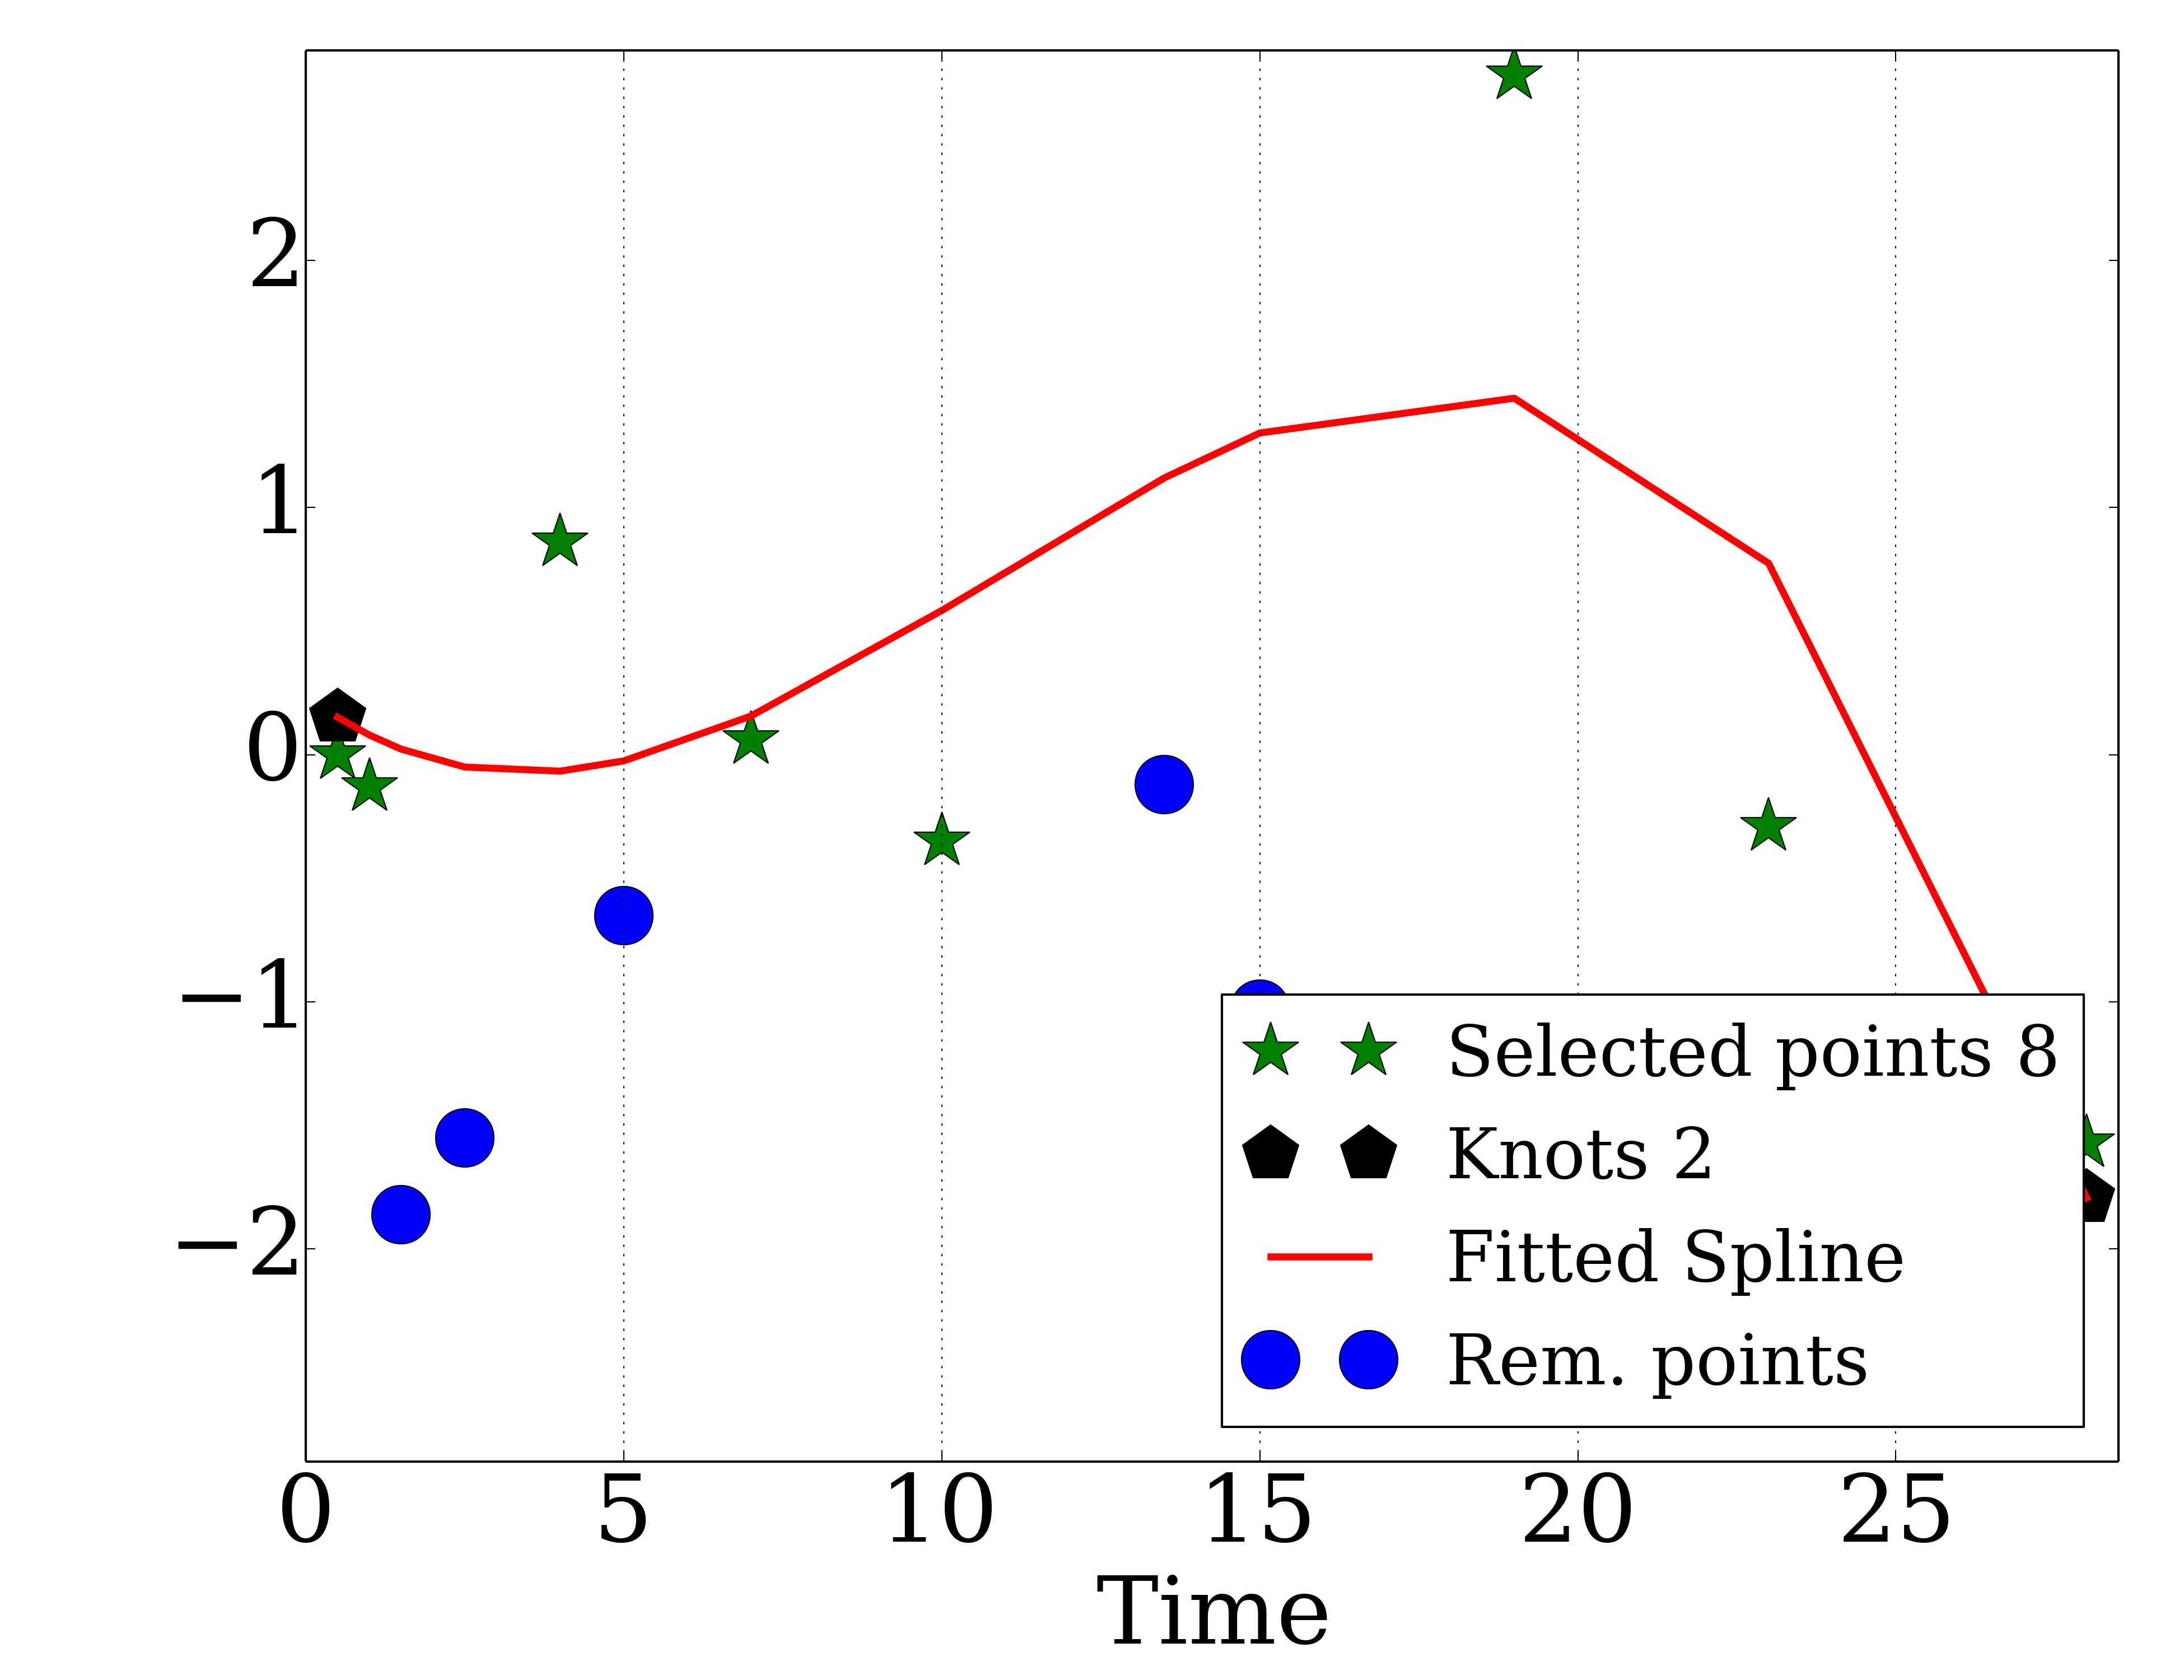 2
1
0
−1
−2
Selected points 8
Knots 2
Fitted Spline
Rem. points
0 5 10 15 20 25
Time